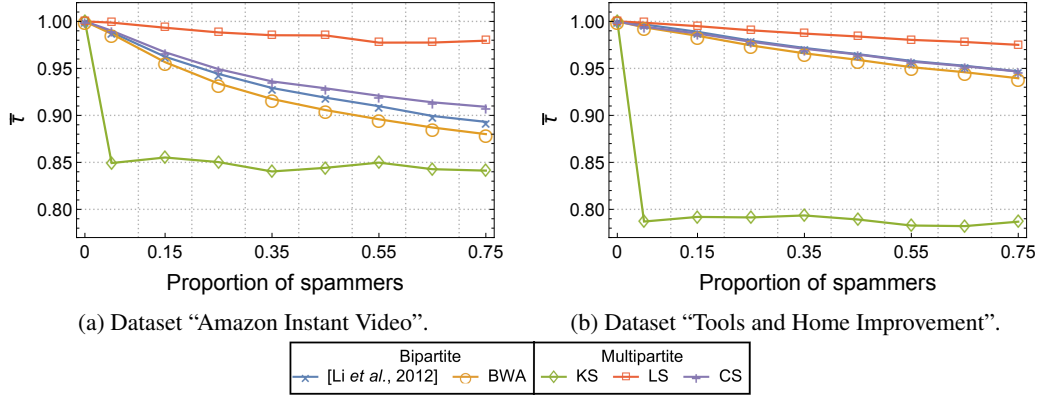 1.00
0.95
0.90
0.85
0.80
τ̅
0 0.15 0.35 0.55 0.75
Proportion of spammers
(a) Dataset “Amazon Instant Video”.
1.00
0.95
0.90
0.85
0.80
τ̅
0 0.15 0.35 0.55 0.75
Proportion of spammers
(b) Dataset “Tools and Home Improvement”.
Bipartite Multipartite
[Li et al., 2012] BWA KS LS CS